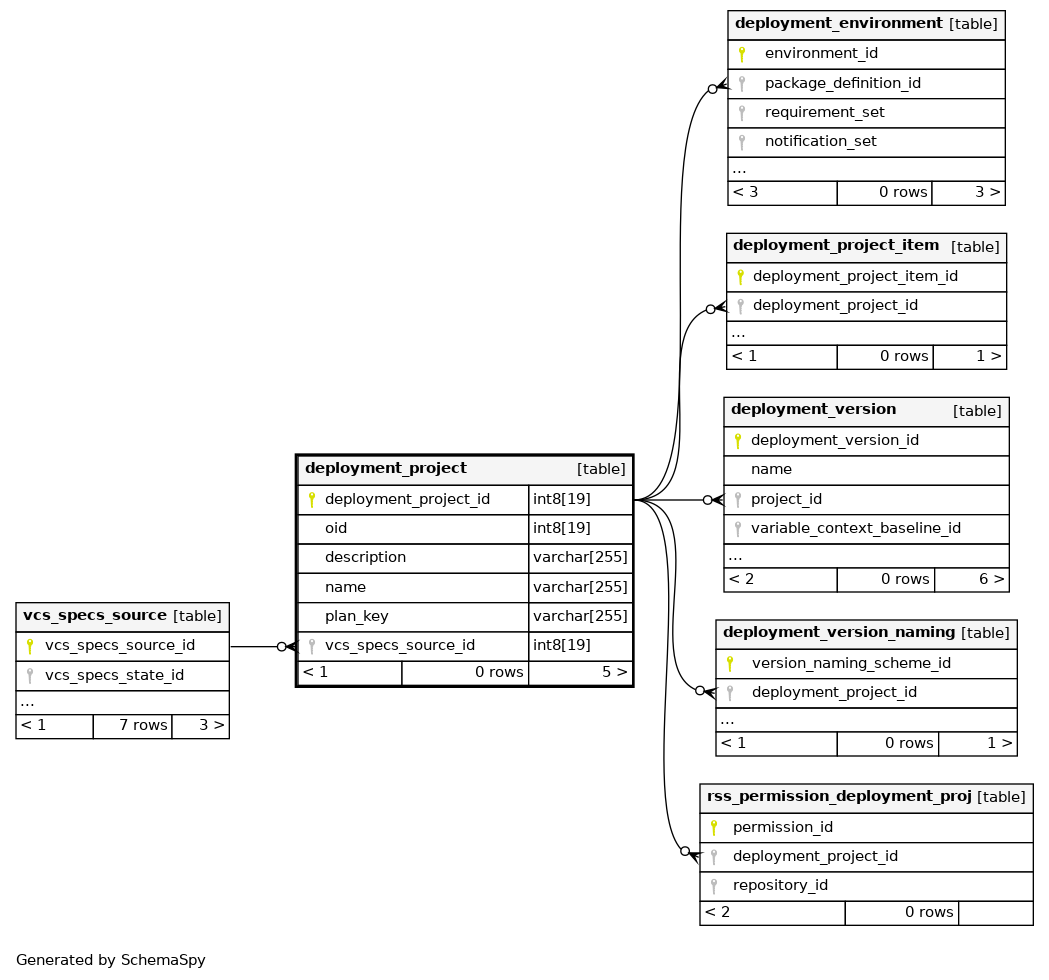 deployment_environment [table]
environment_id
package_definition_id
requirement_set
notification_set
...
< 3 0 rows 3 >
deployment_project_item [table]
deployment_project_item_id
deployment_project_id
...
< 1 0 rows 1 >
deployment_version [table]
deployment_version_id
name
project_id
variable_context_baseline_id
...
< 2 0 rows 6 >
deployment_project [table]
deployment_project_id int8[19]
oid int8[19]
description varchar[255]
name varchar[255]
plan_key varchar[255]
vcs_specs_source_id int8[19]
< 1 0 rows 5 >
vcs_specs_source [table]
vcs_specs_source_id
vcs_specs_state_id
...
< 1 7 rows 3 >
deployment_version_naming [table]
version_naming_scheme_id
deployment_project_id
...
< 1 0 rows 1 >
rss_permission_deployment_proj [table]
permission_id
deployment_project_id
repository_id
< 2 0 rows
Generated by SchemaSpy